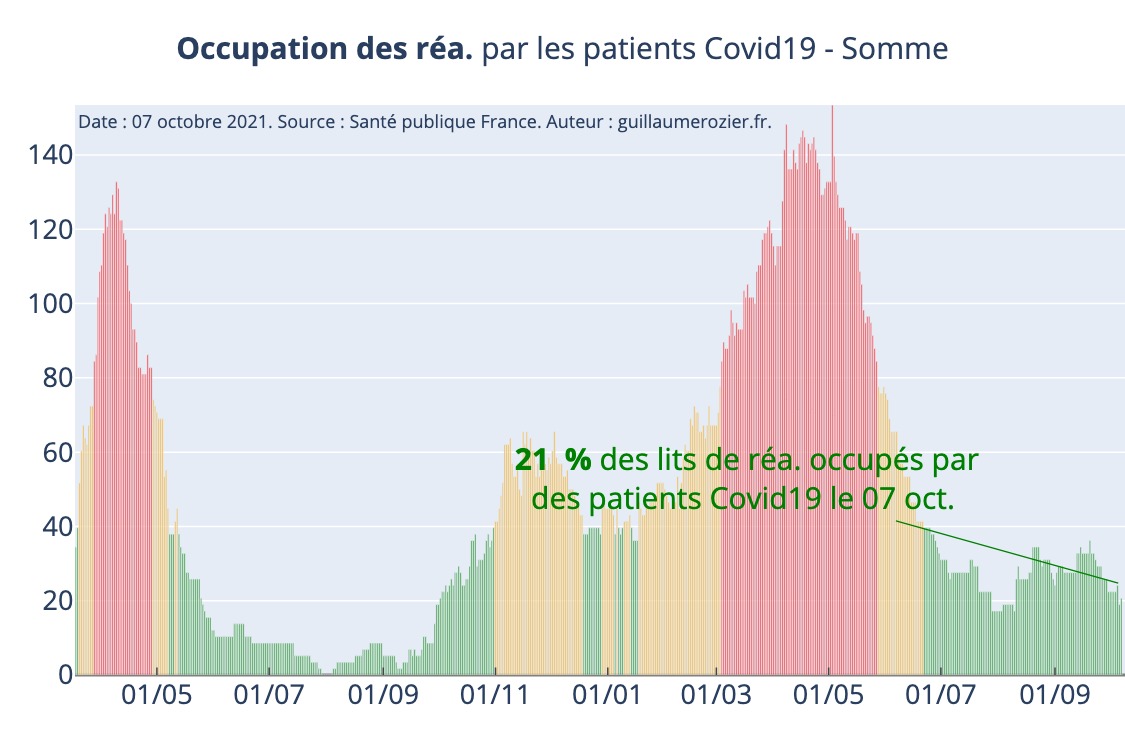 Occupation des réa. par les patients Covid19 - Somme
Date : 07 octobre 2021. Source : Santé publique France. Auteur : guillaumerozier.fr.
140
120
100
80
60
40
20
0
21 % des lits de réa. occupés par
des patients Covid19 le 07 oct.
01/05 01/07 01/09 01/11 01/01 01/03 01/05 01/07 01/09